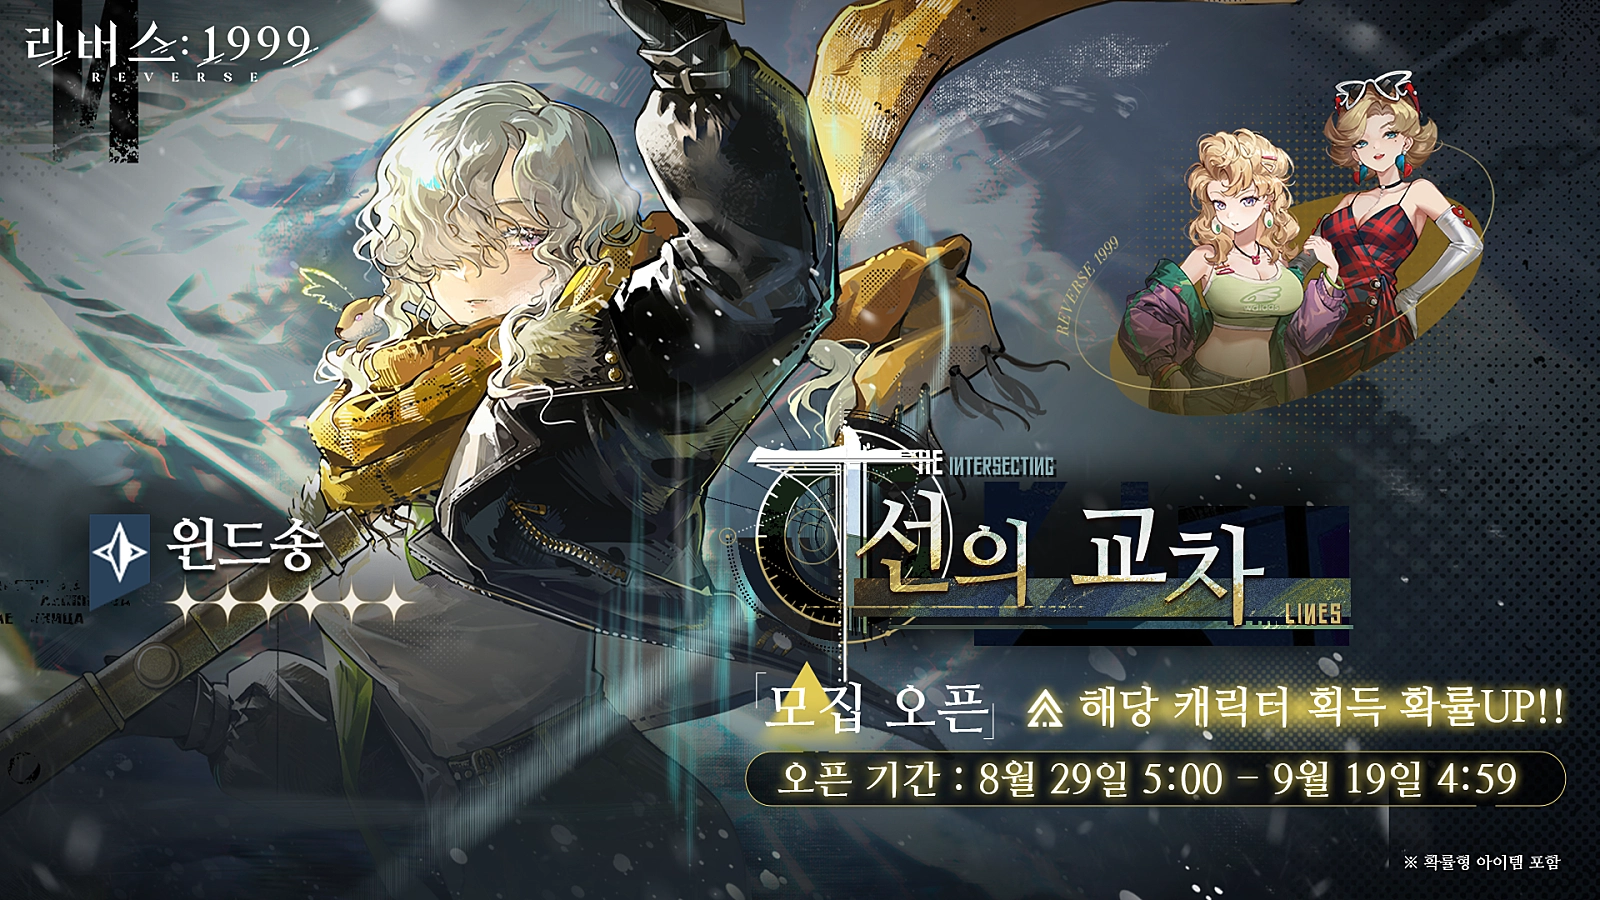 리버스:1999
REVERSE
REVERSE 1999
윈드송
THE INTERSECTING
선의 교차
LINES
「모집 오픈」 해당 캐릭터 획득 확률UP!!
오픈 기간 : 8월 29일 5:00 – 9월 19일 4:59
※ 확률형 아이템 포함